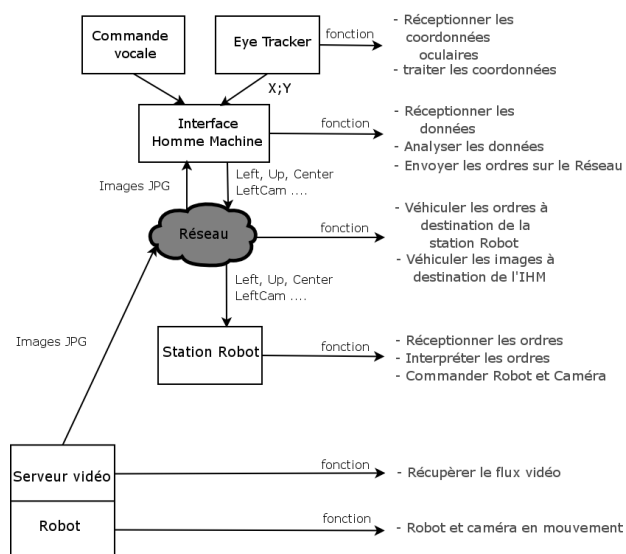 Commande
vocale
Eye Tracker
fonction
- Réceptionner les
coordonnées
oculaires
- traiter les coordonnées
X;Y
Interface
Homme Machine
fonction
- Réceptionner les
données
- Analyser les données
- Envoyer les ordres sur le Réseau
Images JPG
Left, Up, Center
LeftCam ....
Réseau
fonction
- Véhiculer les ordres à
destination de la
station Robot
- Véhiculer les images à
destination de l'IHM
Left, Up, Center
LeftCam ....
Images JPG
Station Robot
fonction
- Réceptionner les ordres
- Interpréter les ordres
- Commander Robot et Caméra
Serveur vidéo
fonction
- Récupèrer le flux vidéo
Robot
fonction
- Robot et caméra en mouvement